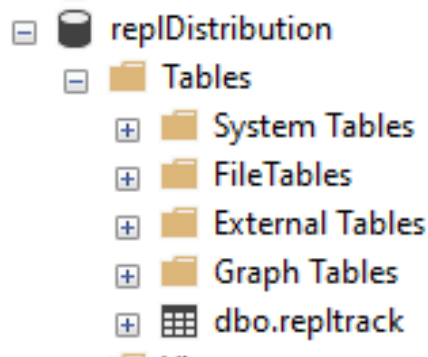 replDistribution
Tables
System Tables
FileTables
External Tables
Graph Tables
dbo.repltrack